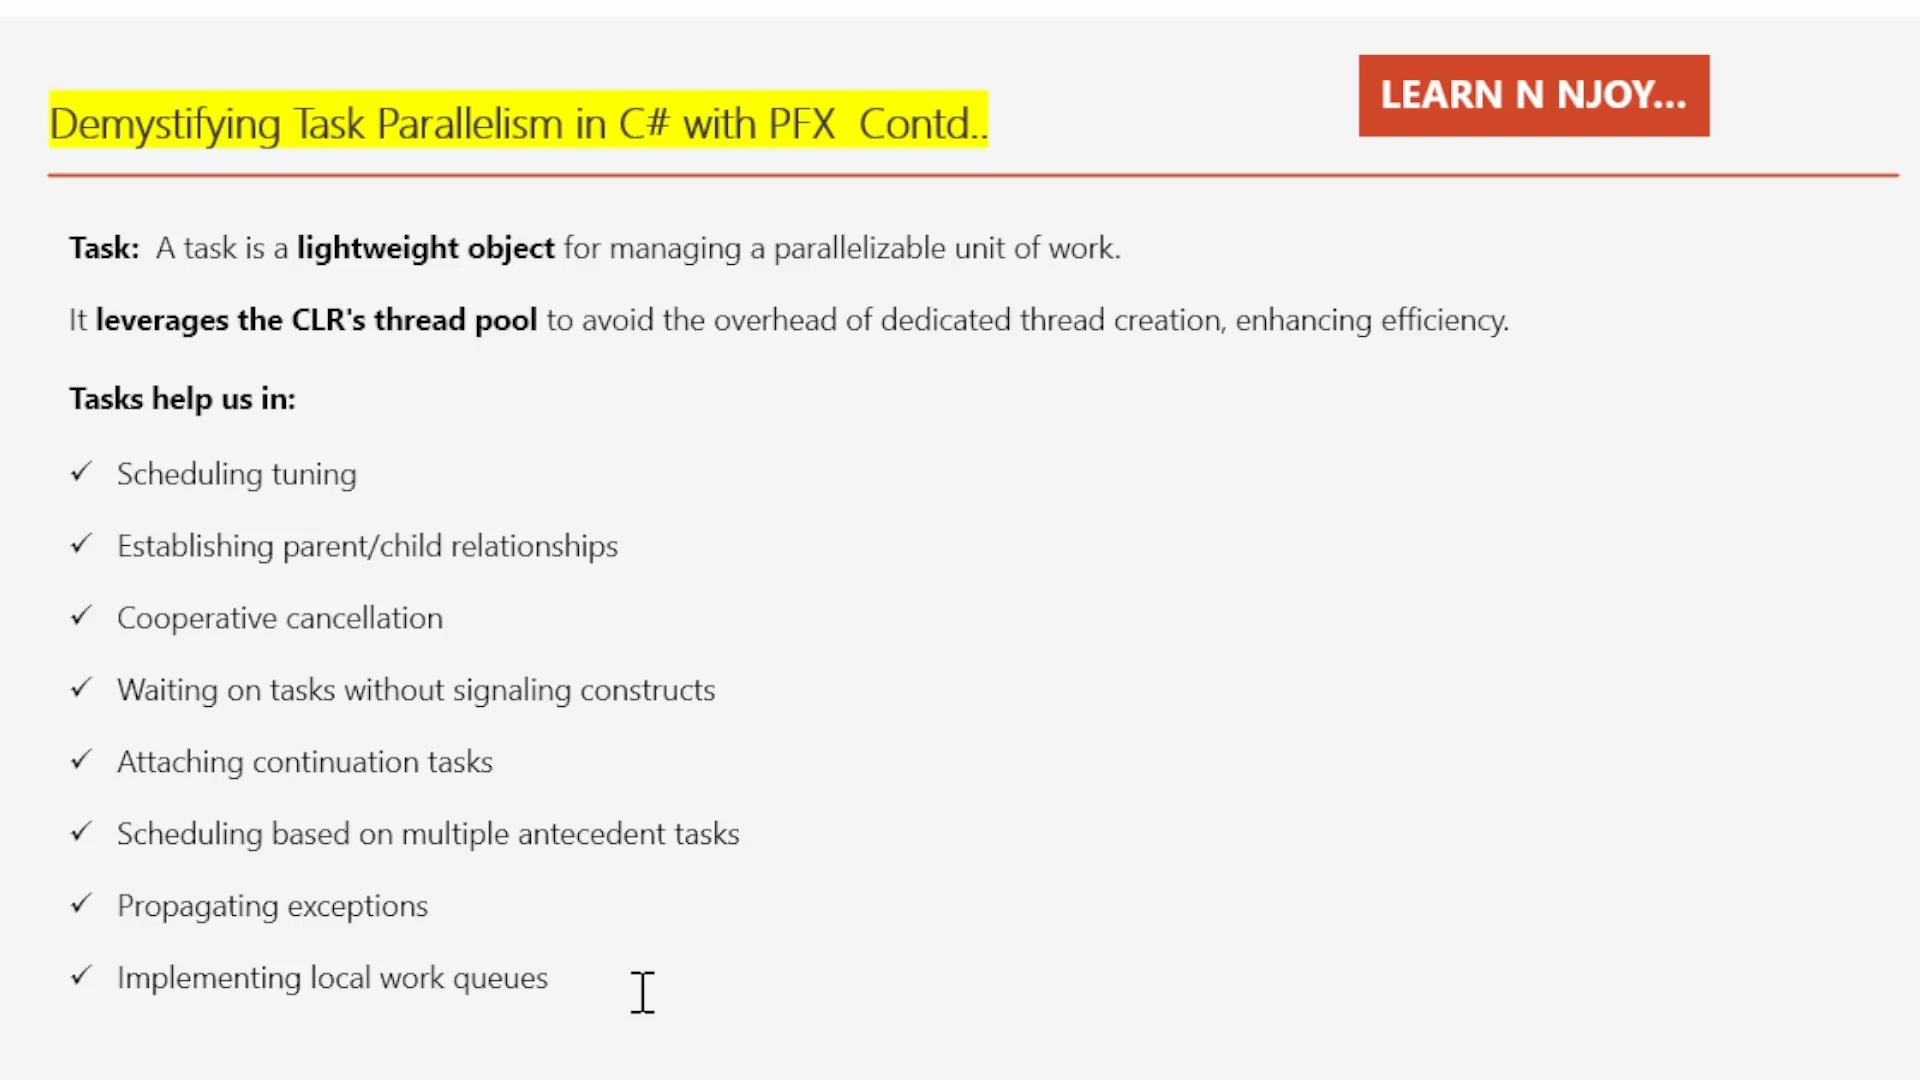 LEARN N NJOY...
Demystifying Task Parallelism in C# with PFX  Contd..
Task:  A task is a lightweight object for managing a parallelizable unit of work.
It leverages the CLR's thread pool to avoid the overhead of dedicated thread creation, enhancing efficiency.
Tasks help us in:
✓ Scheduling tuning
✓ Establishing parent/child relationships
✓ Cooperative cancellation
✓ Waiting on tasks without signaling constructs
✓ Attaching continuation tasks
✓ Scheduling based on multiple antecedent tasks
✓ Propagating exceptions
✓ Implementing local work queues